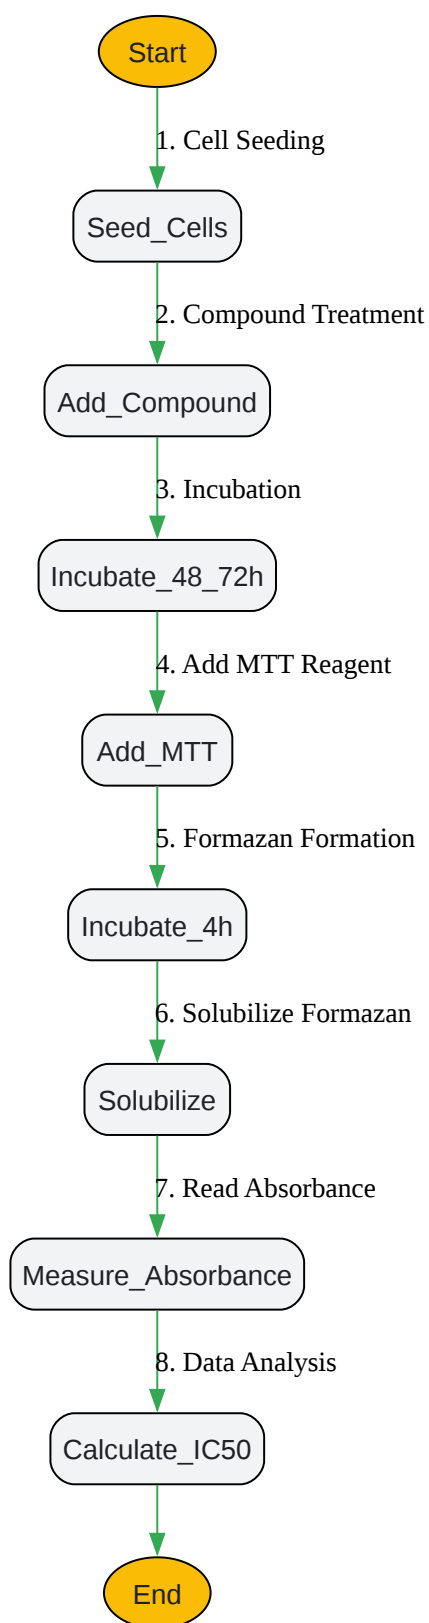 Start
1. Cell Seeding
Seed_Cells
2. Compound Treatment
Add_Compound
3. Incubation
Incubate_48_72h
4. Add MTT Reagent
Add_MTT
5. Formazan Formation
Incubate_4h
6. Solubilize Formazan
Solubilize
7. Read Absorbance
Measure_Absorbance
8. Data Analysis
Calculate_IC50
End